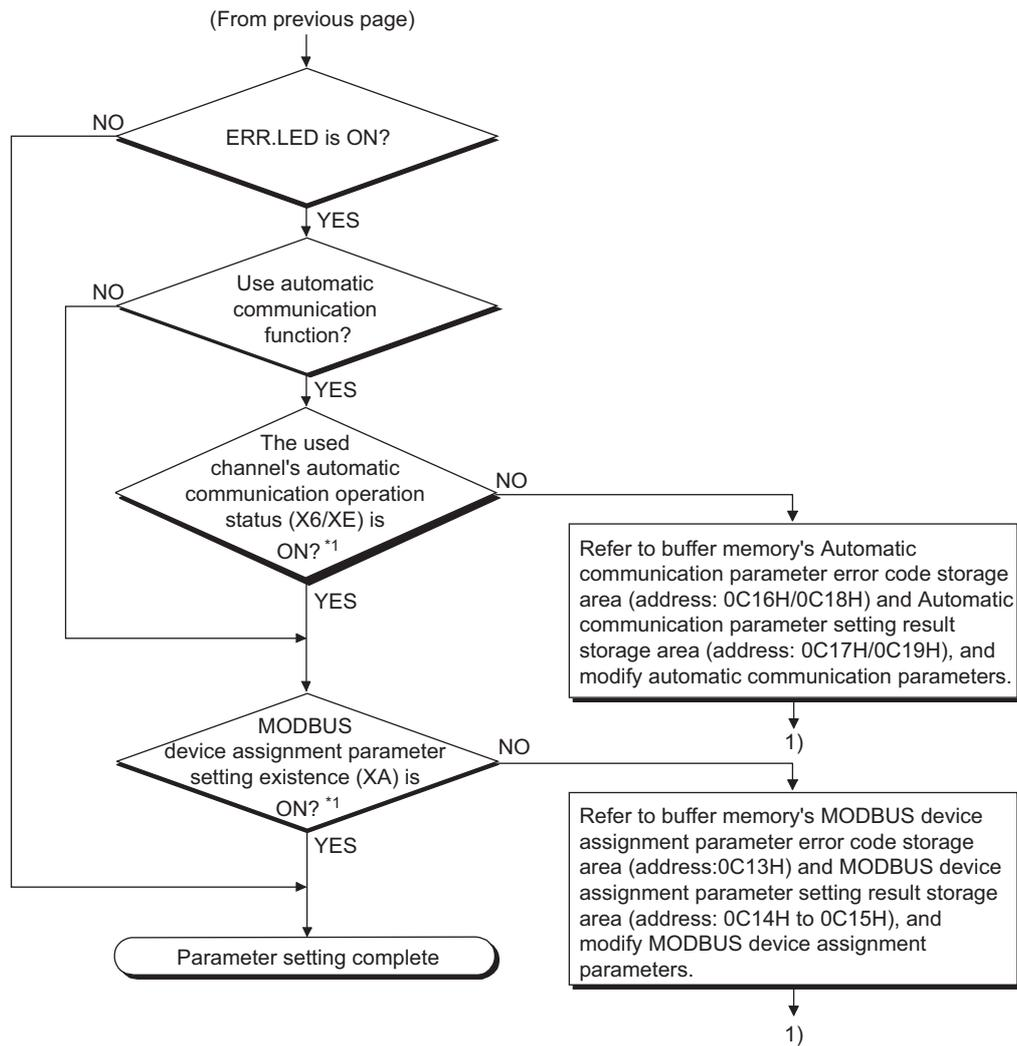 (From previous page)
NO
ERR.LED is ON?
YES
NO
Use automatic
communication
function?
YES
The used
channel's automatic
communication operation
status (X6/XE) is
ON? *1
NO
YES
Refer to buffer memory's Automatic
communication parameter error code storage
area (address: 0C16H/0C18H) and Automatic
communication parameter setting result
storage area (address: 0C17H/0C19H), and
modify automatic communication parameters.
1)
MODBUS
device assignment parameter
setting existence (XA) is
ON? *1
NO
YES
Refer to buffer memory's MODBUS device
assignment parameter error code storage
area (address:0C13H) and MODBUS device
assignment parameter setting result storage
area (address: 0C14H to 0C15H), and
modify MODBUS device assignment
parameters.
1)
Parameter setting complete